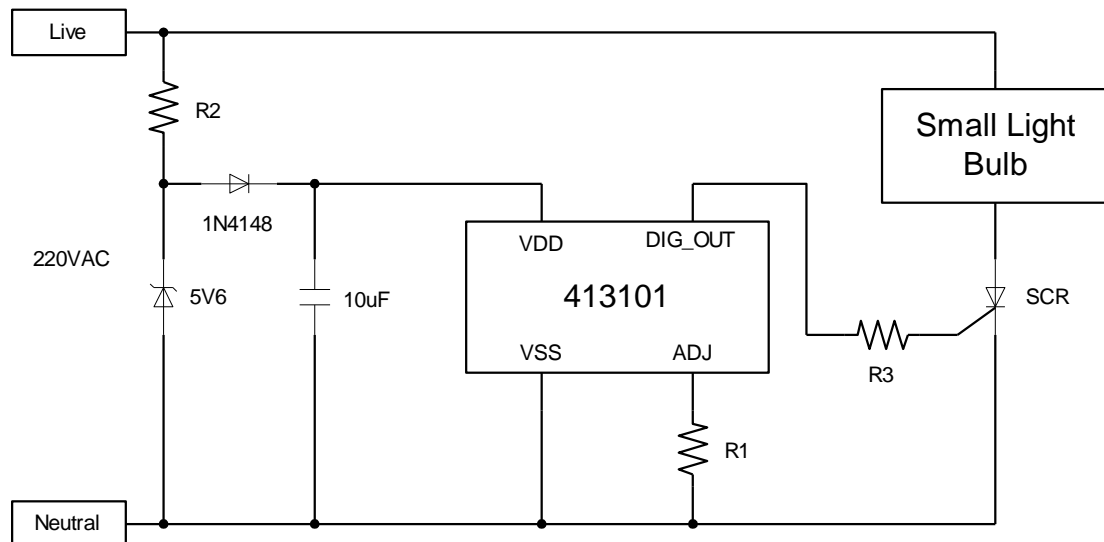 Live
R2
Small Light
Bulb
1N4148
VDD
DIG_OUT
220VAC
5V6
10uF
413101
SCR
VSS
ADJ
R3
R1
Neutral